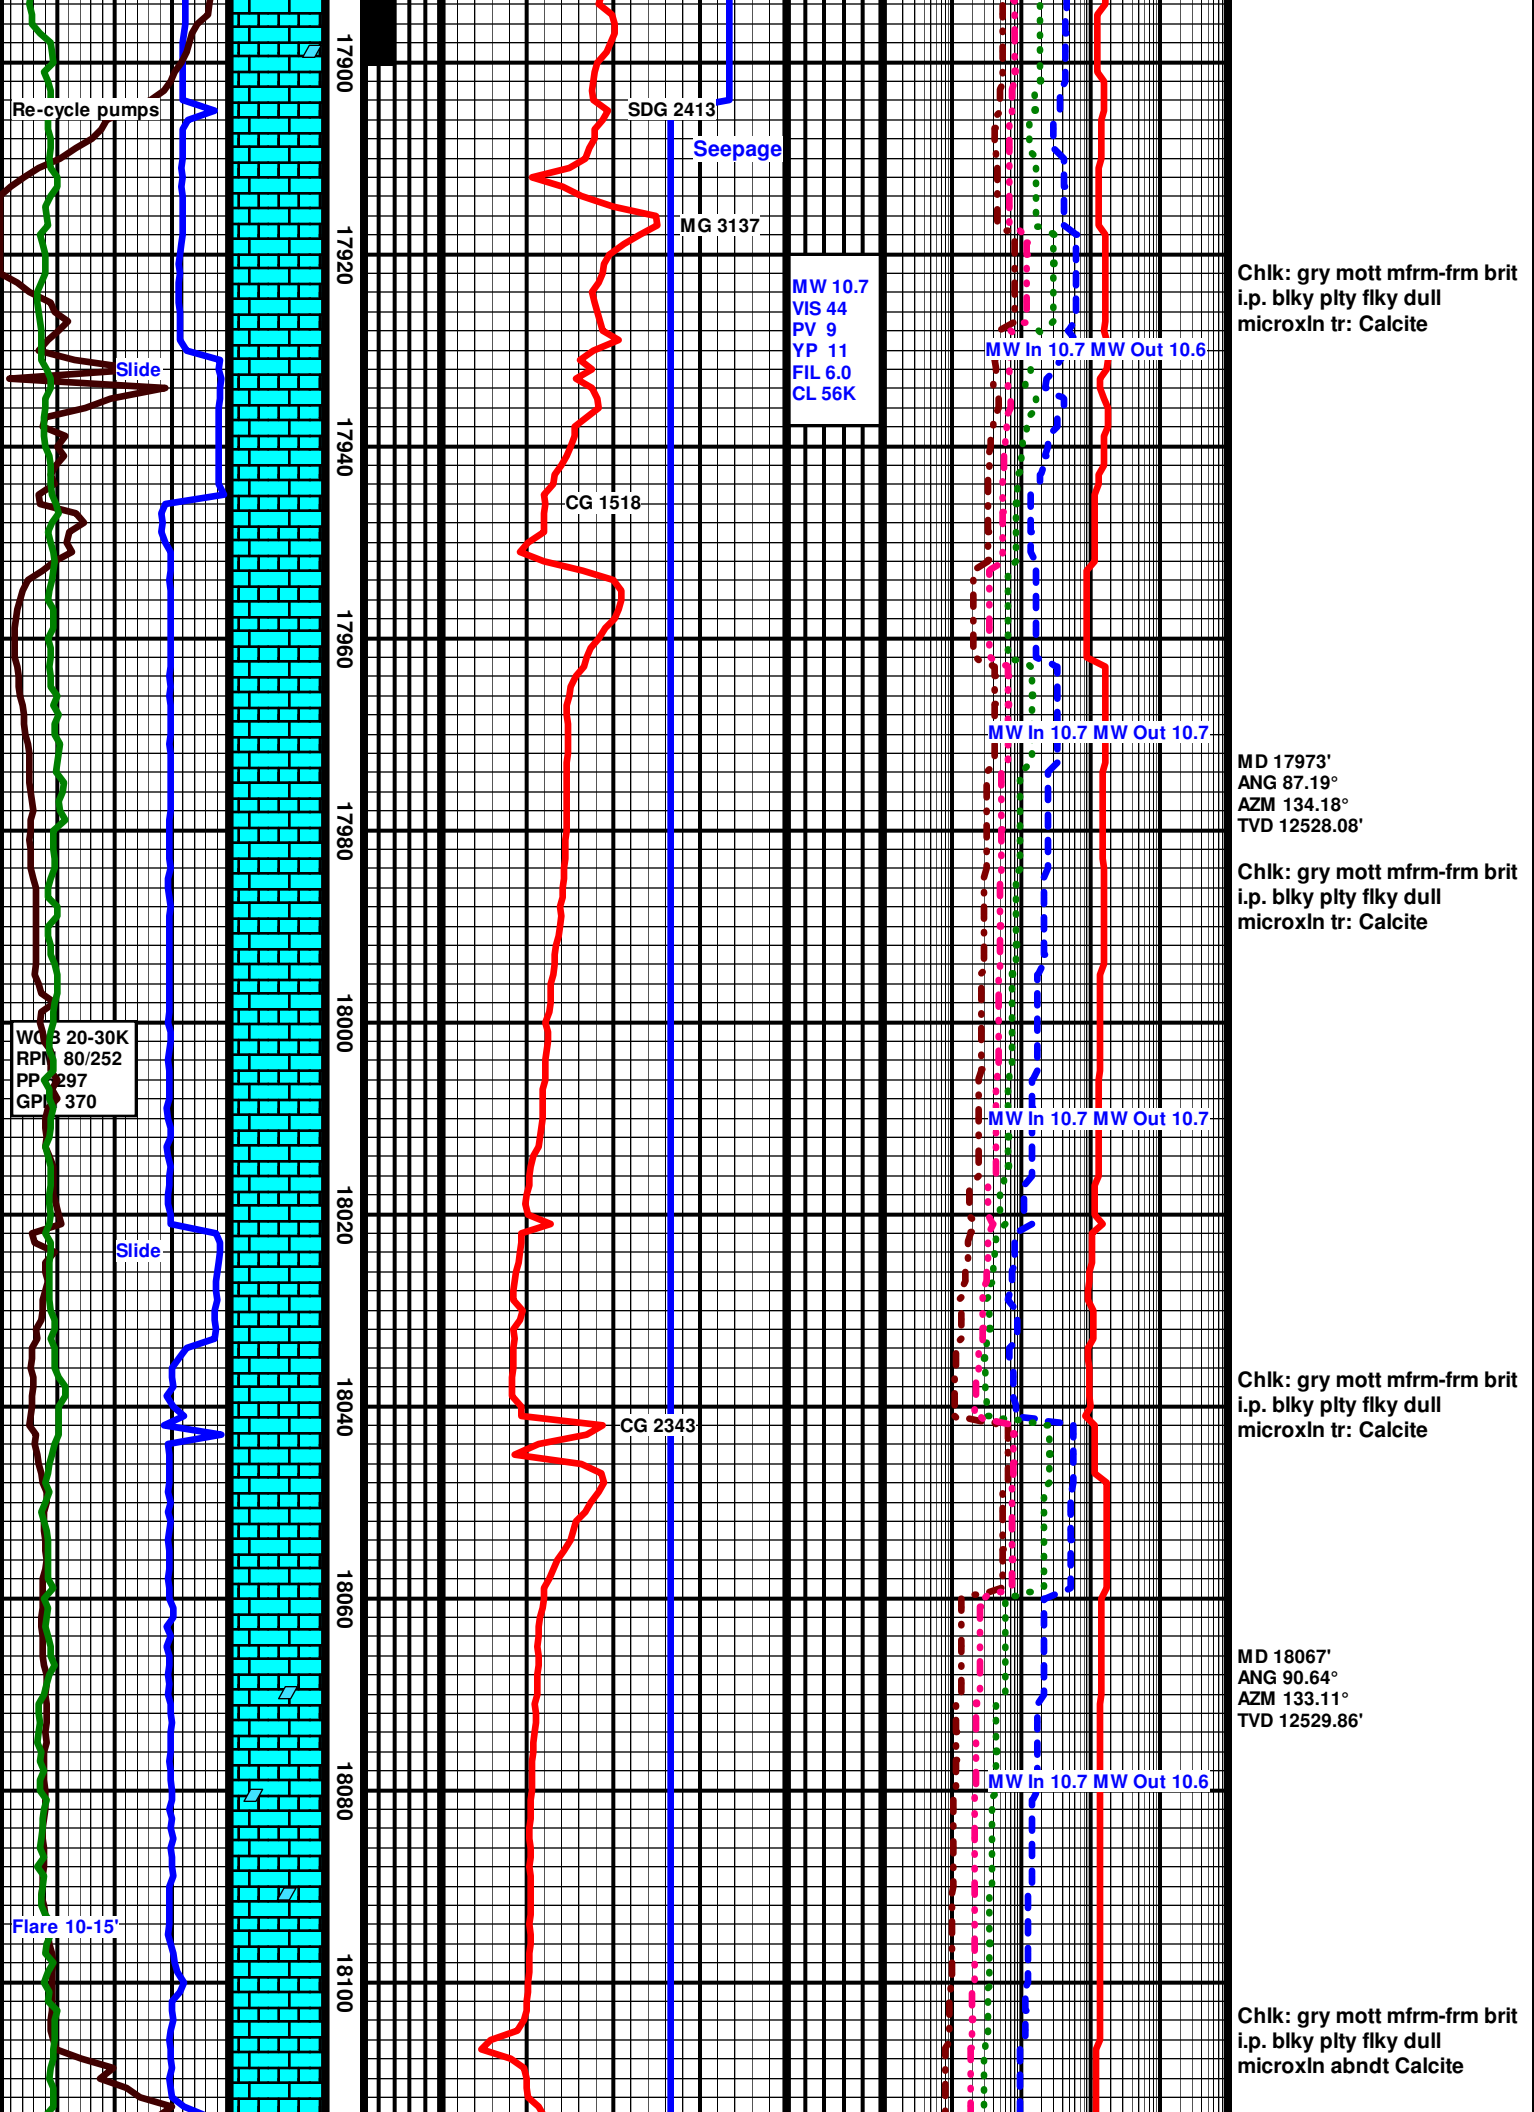 17900
Re-cycle pumps
SDG 2413
Seepage
MG 3137
17920
Chlk: gry mott mfrm-frm brit
i.p. blky plty flky dull
microxln tr: Calcite
MW 10.7
VIS 44
PV 9
YP 11
FIL 6.0
CL 56K
MW In 10.7 MW Out 10.6
Slide
17940
CG 1518
17960
MW In 10.7 MW Out 10.7
MD 17973'
ANG 87.19°
AZM 134.18°
TVD 12528.08'
17980
Chlk: gry mott mfrm-frm brit
i.p. blky plty flky dull
microxln tr: Calcite
18000
WOB 20-30K
RPM 80/252
297
GPM 370
MW In 10.7 MW Out 10.7
18020
Slide
Chlk: gry mott mfrm-frm brit
i.p. blky plty flky dull
microxln tr: Calcite
18040
CG 2343
18060
MD 18067'
ANG 90.64°
AZM 133.11°
TVD 12529.86'
18080
MW In 10.7 MW Out 10.6
Flare 10-15'
18100
Chlk: gry mott mfrm-frm brit
i.p. blky plty flky dull
microxln abndt Calcite